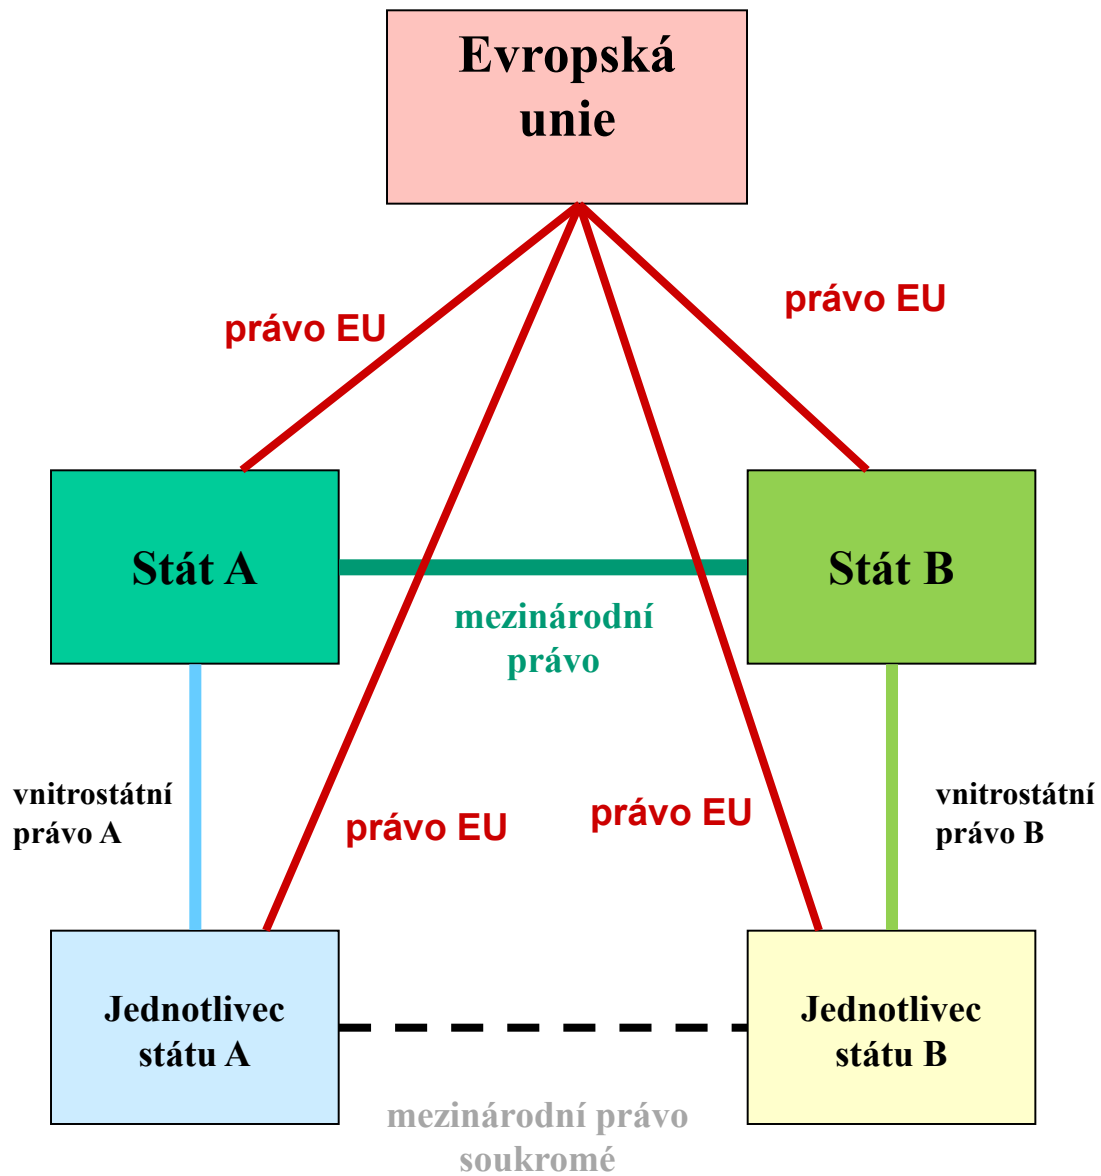 Evropská
unie
právo EU
právo EU
Stát A
Stát B
mezinárodní
právo
vnitrostátní
právo A
vnitrostátní
právo B
právo EU
právo EU
Jednotlivec
státu A
Jednotlivec
státu B
mezinárodní právo
soukromé